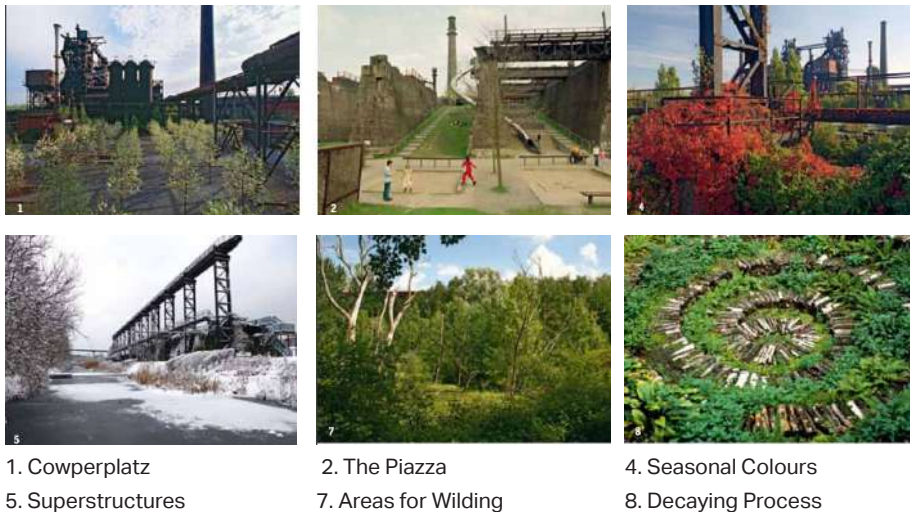 1
2
4
5
7
8
1. Cowperplatz
2. The Piazza
4. Seasonal Colours
5. Superstructures
7. Areas for Wilding
8. Decaying Process